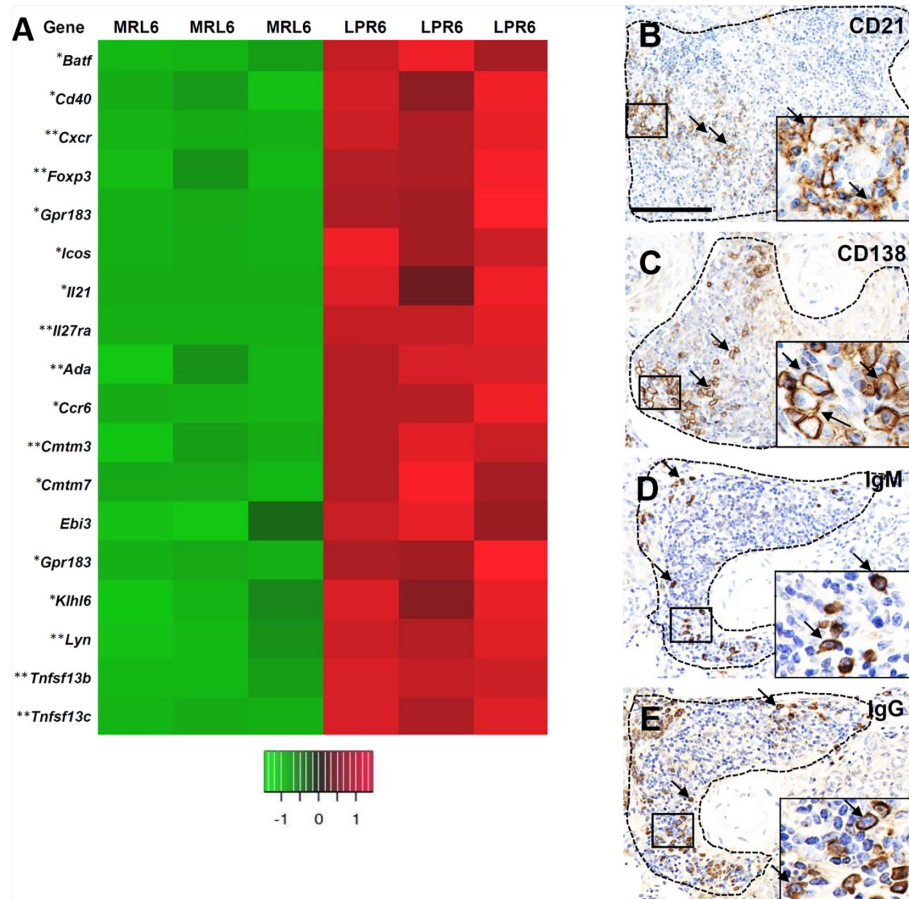 A
Gene MRL6 MRL6 MRL6 LPR6 LPR6 LPR6
*Batf
*Cd40
**Cxcr
**Foxp3
*Gpr183
*Icos
*Il21
**Il27ra
**Ada
*Ccr6
**Cmtm3
*Cmtm7
Ebi3
*Gpr183
*Klhl6
**Lyn
**Tnfsf13b
**Tnfsf13c
-1 0 1
B CD21
C CD138
D IgM
E IgG